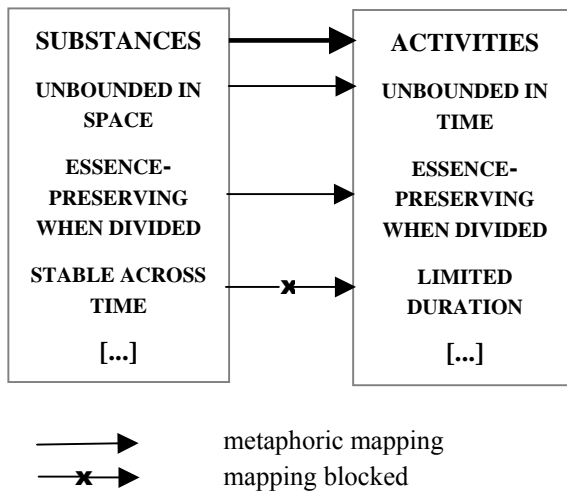 SUBSTANCES
UNBOUNDED IN
SPACE
ESSENCE-
PRESERVING
WHEN DIVIDED
STABLE ACROSS
TIME
[...]
ACTIVITIES
UNBOUNDED IN
TIME
ESSENCE-
PRESERVING
WHEN DIVIDED
LIMITED
DURATION
[...]
metaphoric mapping
mapping blocked